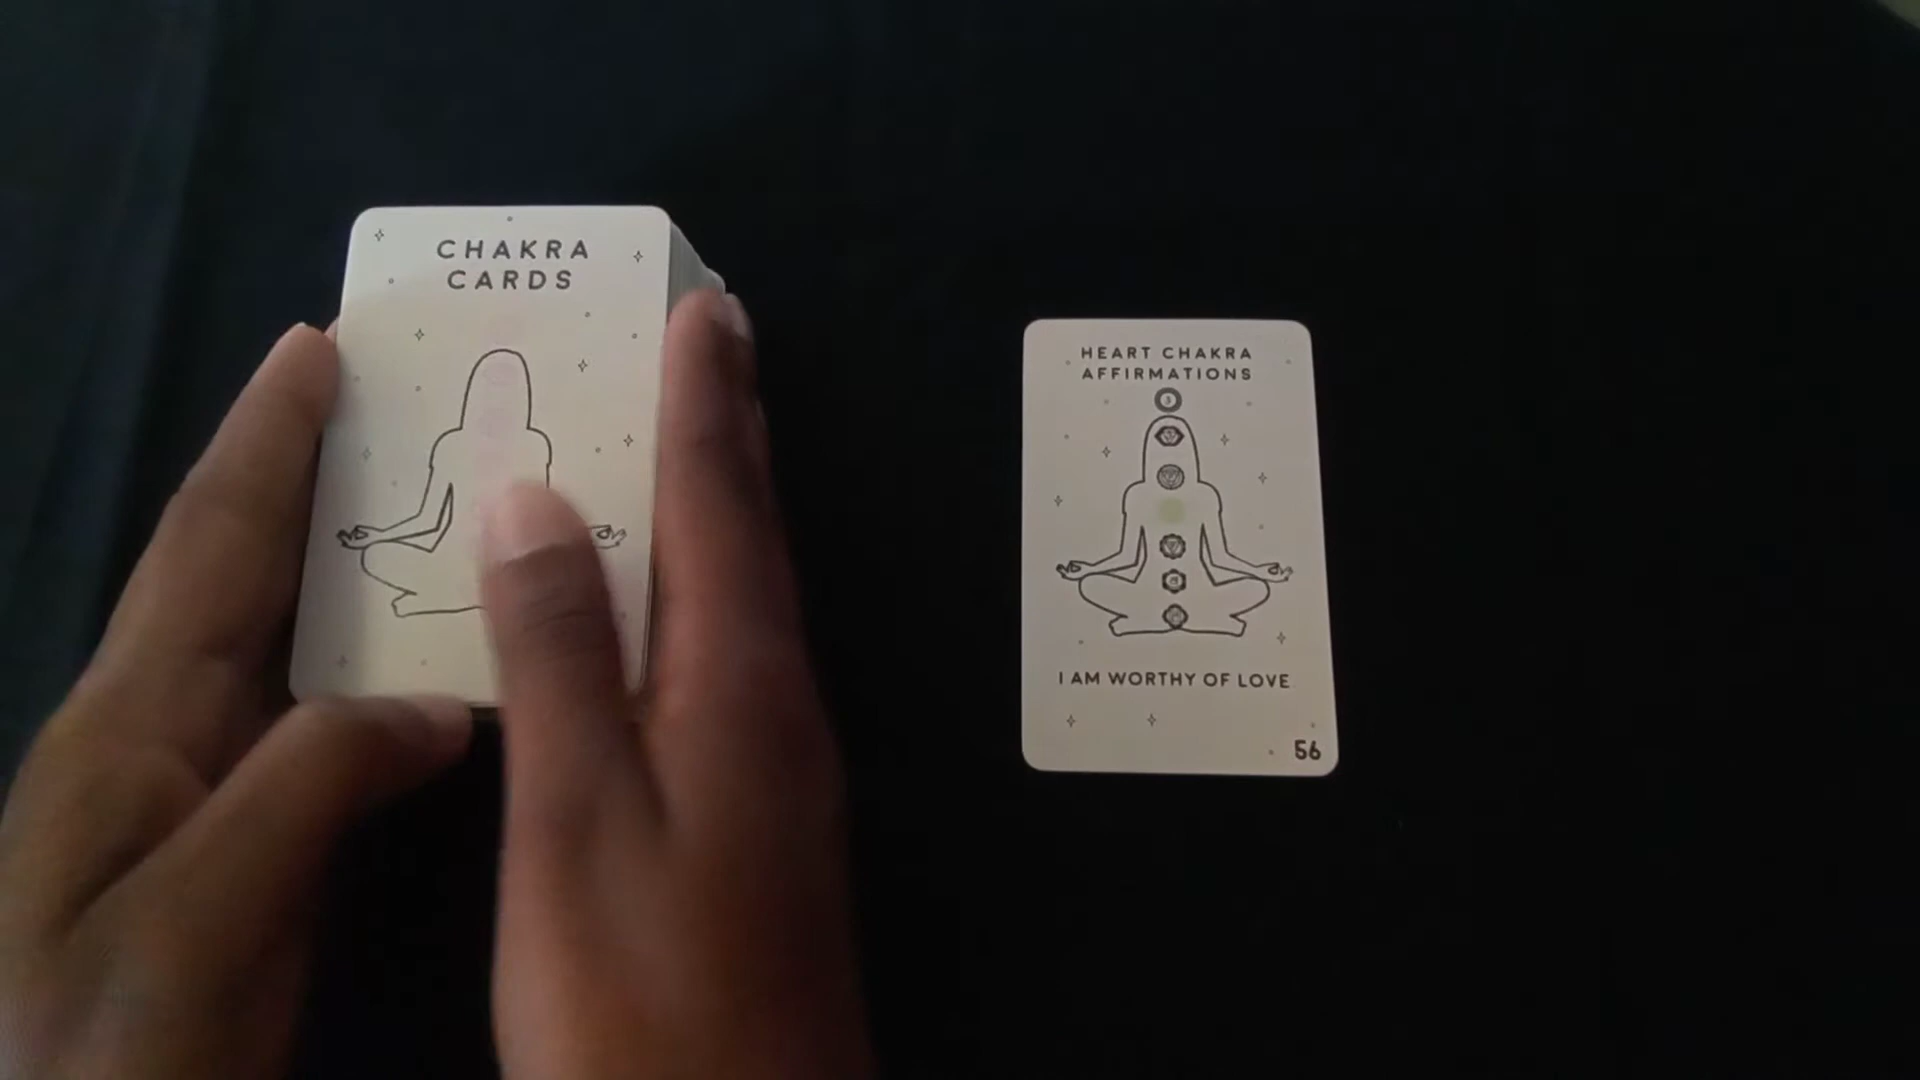 CHAKRA
CARDS
HEART CHAKRA
AFFIRMATIONS
I AM WORTHY OF LOVE
56